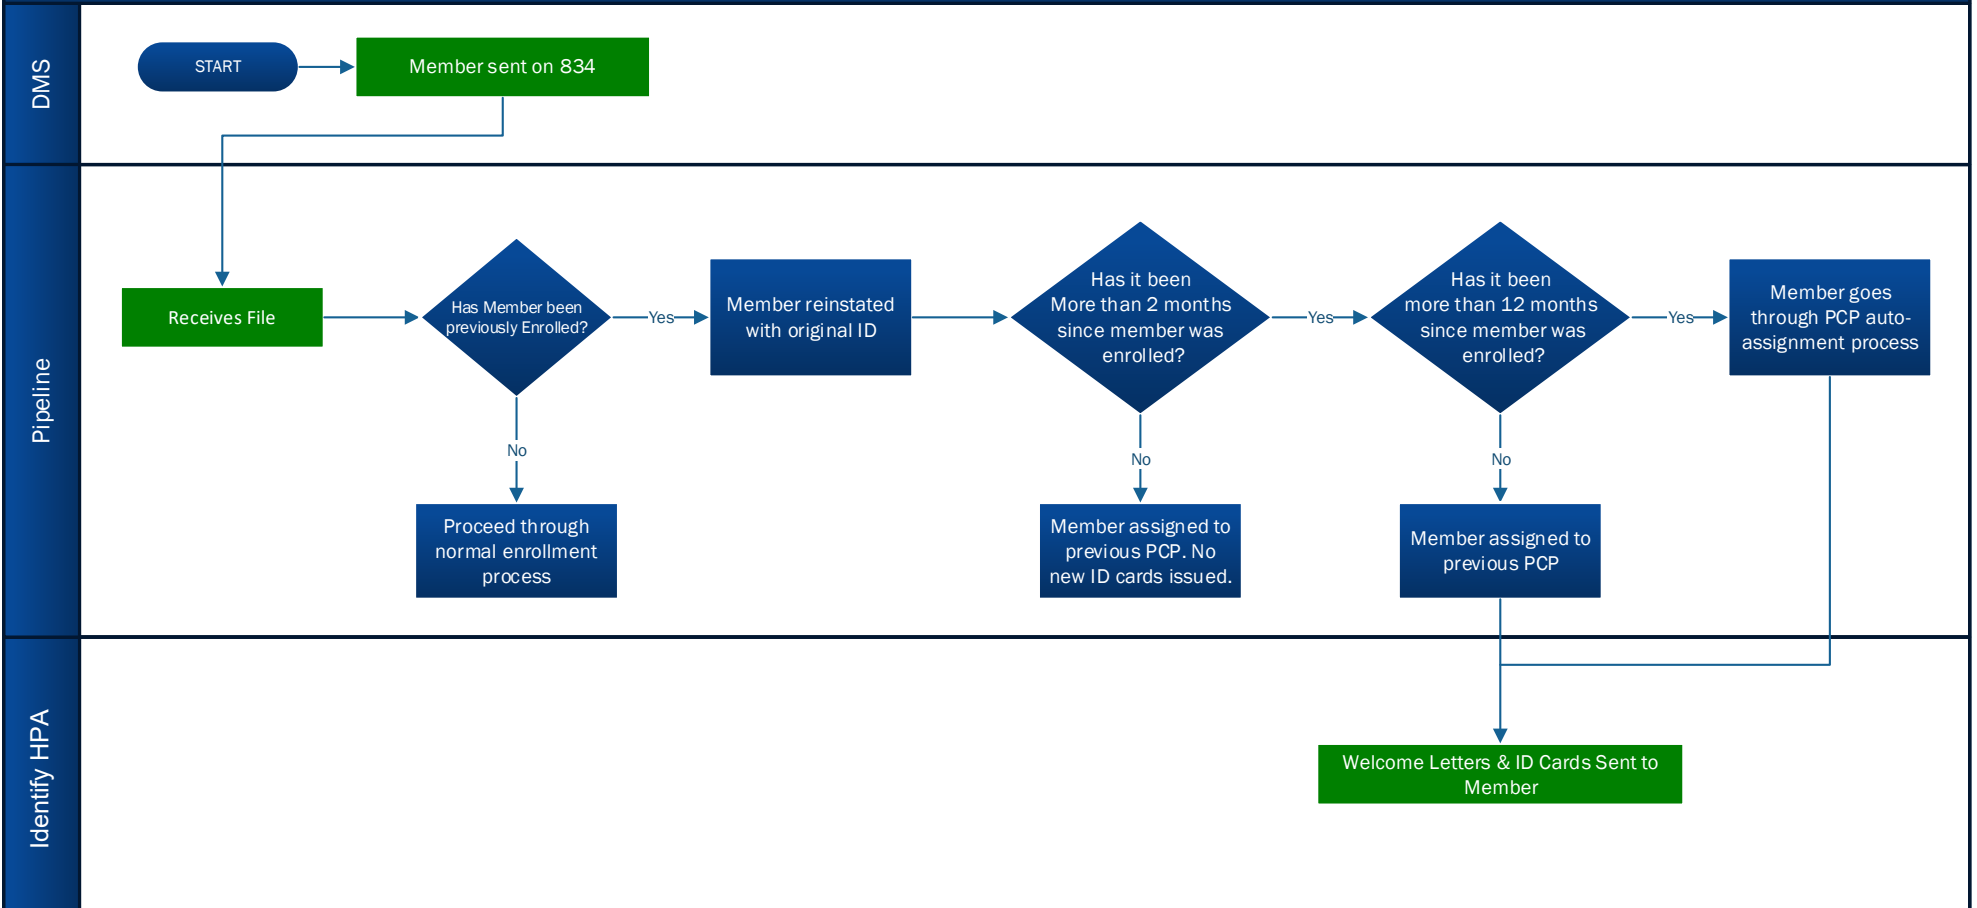 DMS
START
Member sent on 834
Pipeline
Receives File
Has Member been
previously Enrolled?
Yes
No
Proceed through
normal enrollment
process
Member reinstated
with original ID
Has it been
More than 2 months
since member was
enrolled?
Yes
No
Member assigned to
previous PCP. No
new ID cards issued.
Has it been
more than 12 months
since member was
enrolled?
Yes
No
Member assigned to
previous PCP
Member goes
through PCP auto-
assignment process
Identify HPA
Welcome Letters & ID Cards Sent to
Member